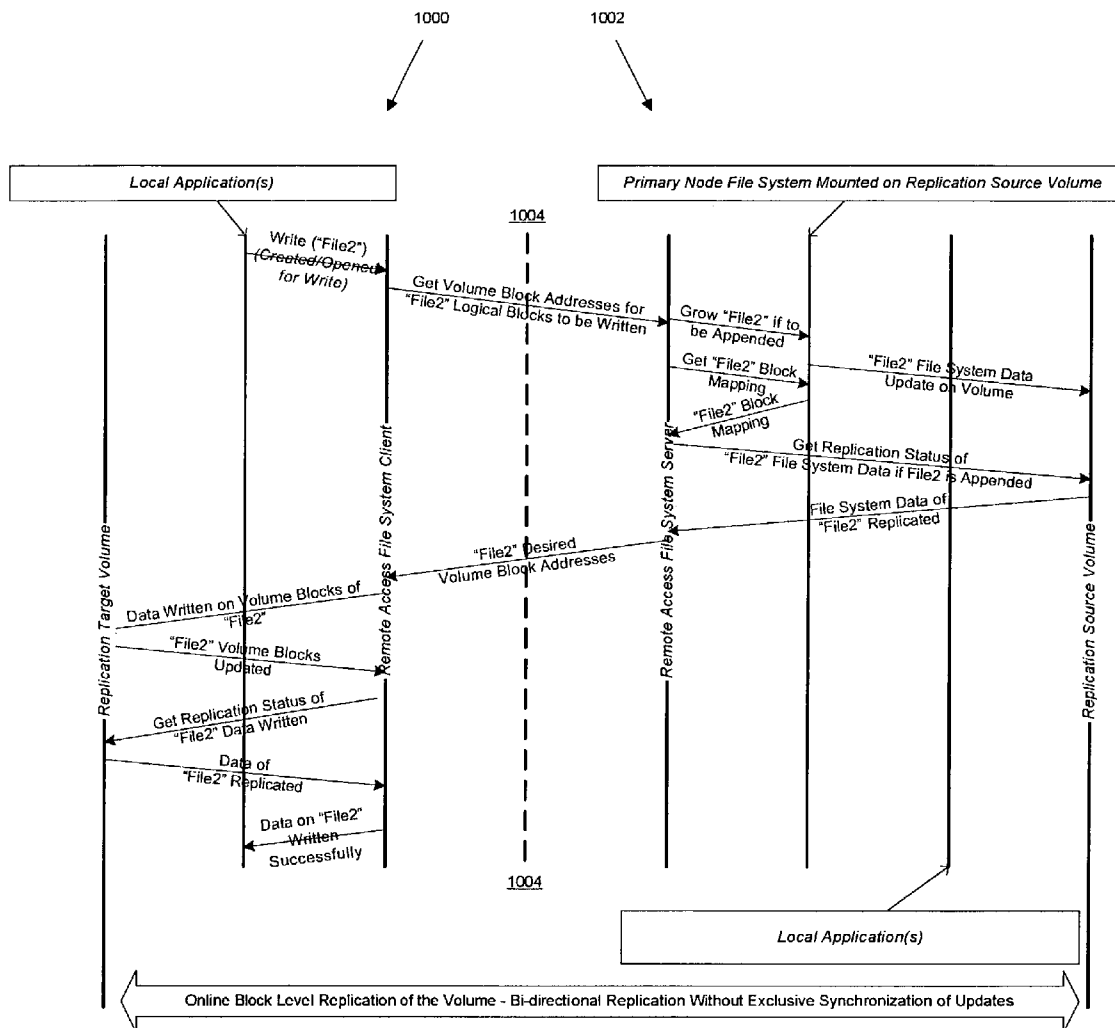 1000
1002
Local Application(s)
Primary Node File System Mounted on Replication Source Volume
1004
Write ("File2")
(Created/Opened
for Write)
Get Volume Block Addresses for
"File2" Logical Blocks to be Written
Grow "File2" if to
be Appended
Get "File2" Block
Mapping
"File2" File System Data
Update on Volume
"File2" Block
Mapping
Get Replication Status of
"File2" File System Data if File2 is Appended
File System Data of
"File2" Replicated
"File2" Desired
Volume Block Addresses
Data Written on Volume Blocks of
"File2"
"File2" Volume Blocks
Updated
Get Replication Status of
"File2" Data Written
Data of
"File2" Replicated
Data on "File2"
Written
Successfully
Replication Target Volume
Remote Access File System Client
Remote Access File System Server
Replication Source Volume
1004
Local Application(s)
Online Block Level Replication of the Volume - Bi-directional Replication Without Exclusive Synchronization of Updates